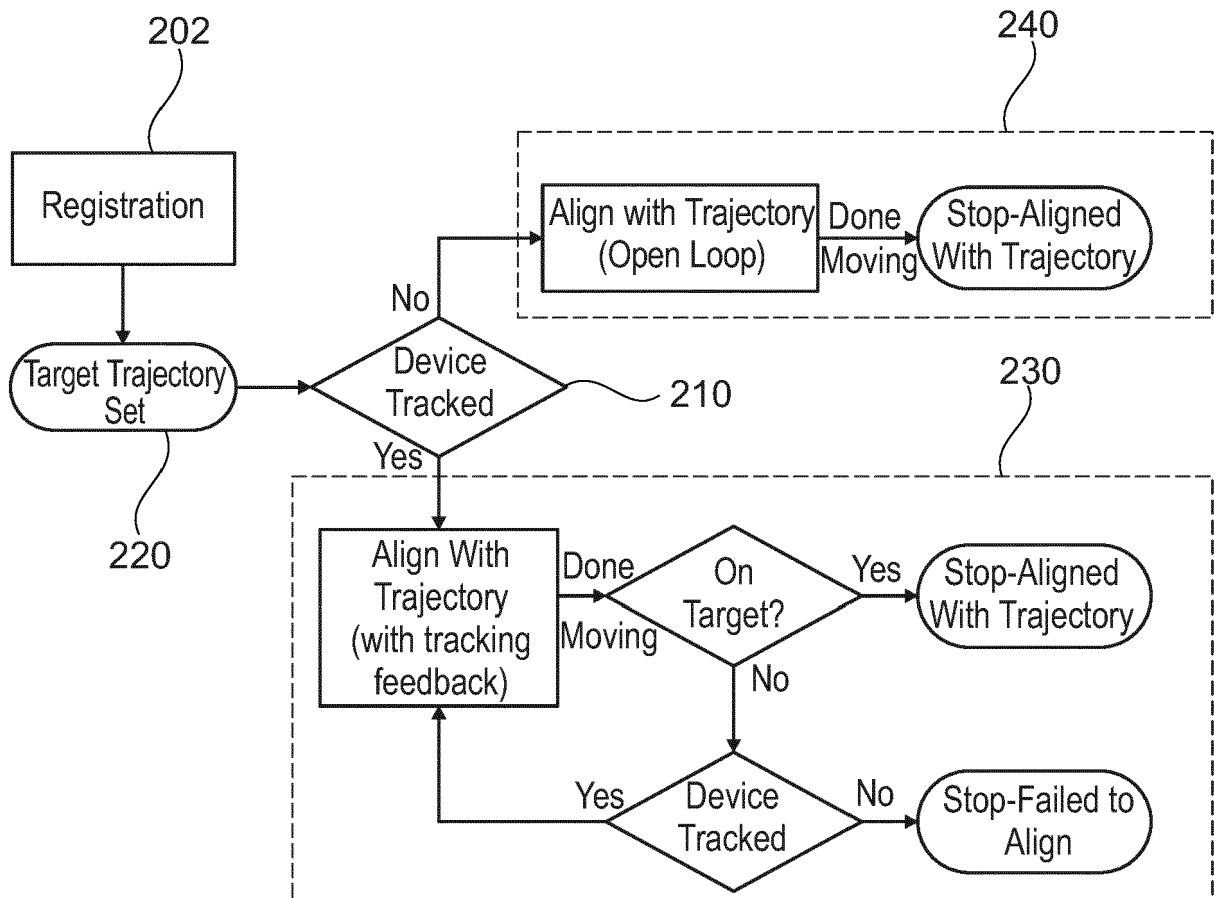 202
240
Registration
Align with Trajectory
(Open Loop)
Done
Moving
Stop-Aligned
With Trajectory
No
Target Trajectory
Set
Device
Tracked
210
230
Yes
220
Align With
Trajectory
(with tracking
feedback)
Done
Moving
On
Target?
Yes
Stop-Aligned
With Trajectory
No
Yes
Device
Tracked
No
Stop-Failed to
Align